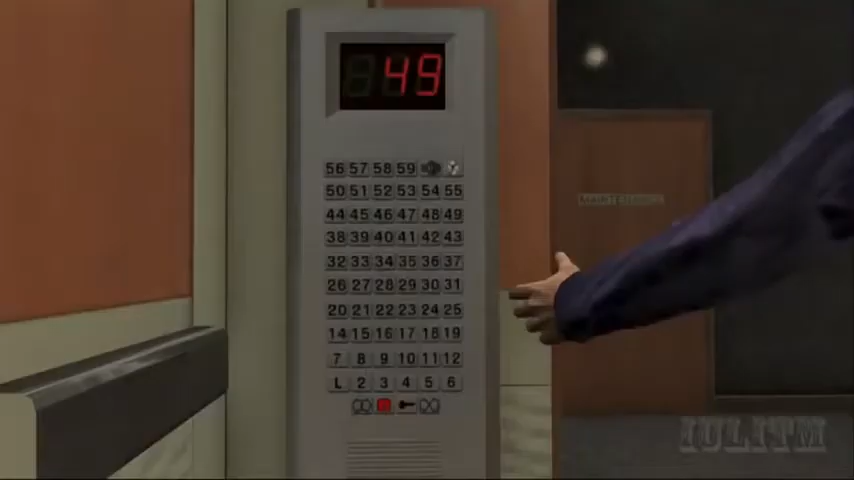 49
56 57 58 59
50 51 52 53 54 55
44 45 46 47 48 49
38 39 40 41 42 43
32 33 34 35 36 37
26 27 28 29 30 31
20 21 22 23 24 25
14 15 16 17 18 19
7 8 9 10 11 12
L 2 3 4 5 6
MAINTENANCE